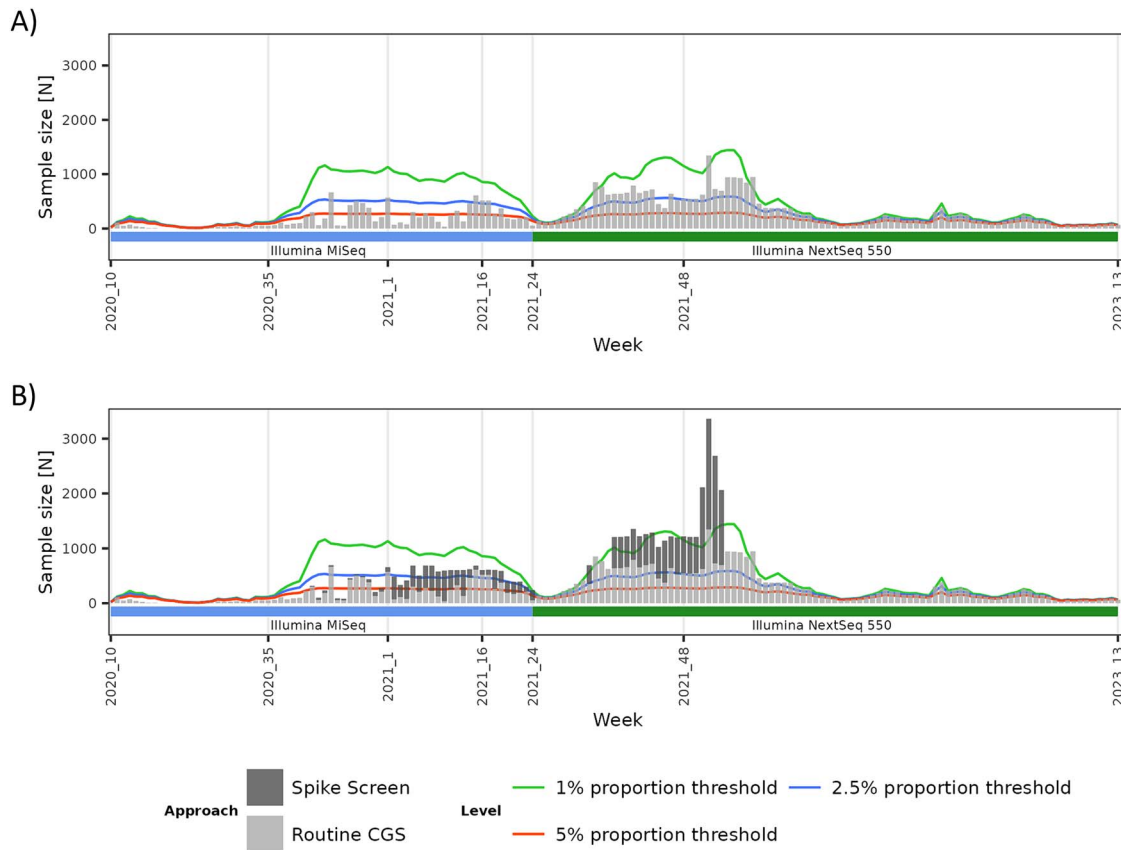 A)
Sample size [N]
3000
2000
1000
0
Illumina MiSeq Illumina NextSeq 550
2020_10 2020_35 2021_1 2021_16 2021_24 2021_48 2023_13
Week
B)
Sample size [N]
3000
2000
1000
0
Illumina MiSeq Illumina NextSeq 550
2020_10 2020_35 2021_1 2021_16 2021_24 2021_48 2023_13
Week
Approach Spike Screen Level 1% proportion threshold 2.5% proportion threshold
Routine CGS 5% proportion threshold